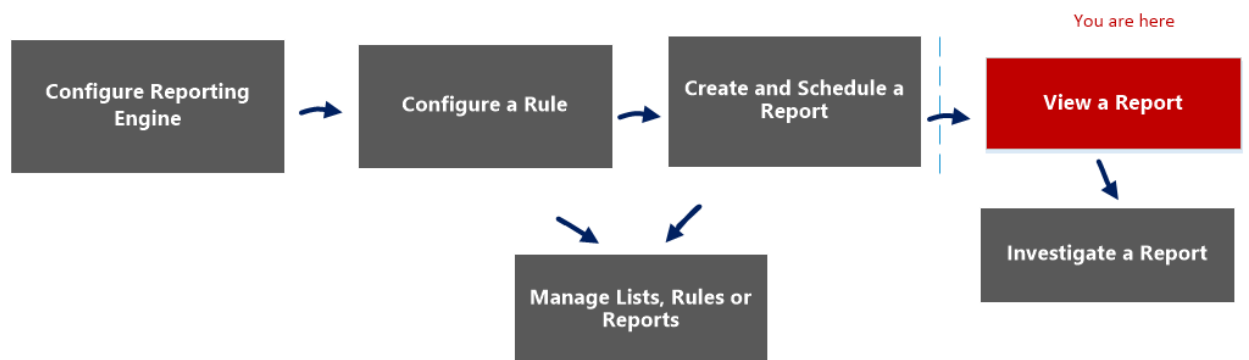 You are here
Configure Reporting
Engine
Configure a Rule
Create and Schedule a
Report
View a Report
Manage Lists, Rules or
Reports
Investigate a Report